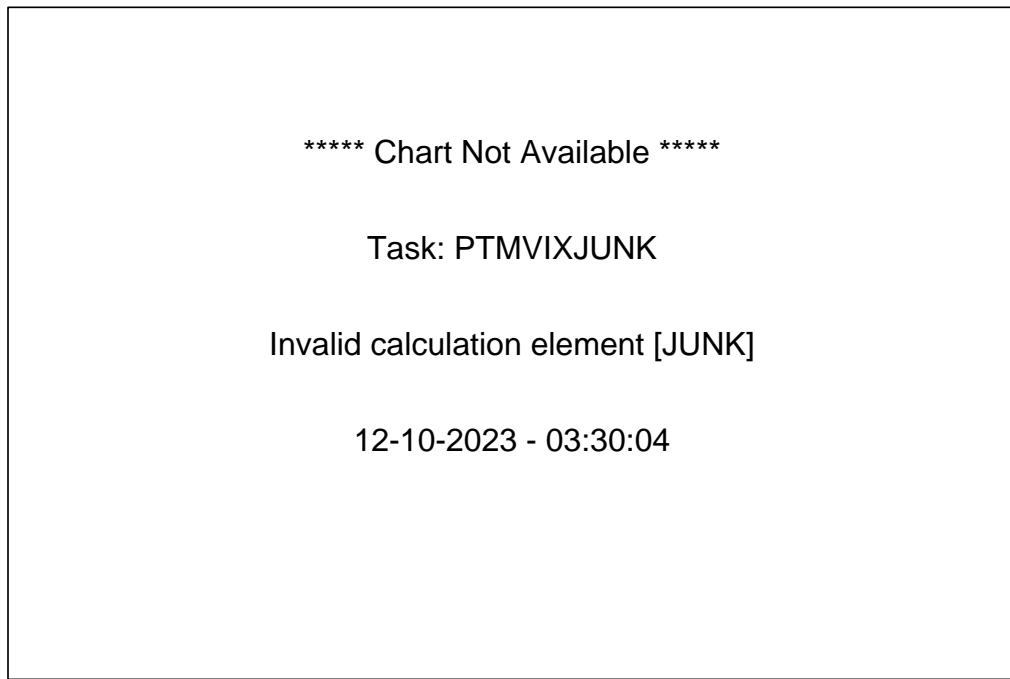 ***** Chart Not Available *****
Task: PTMVIXJUNK
Invalid calculation element [JUNK]
12-10-2023 - 03:30:04